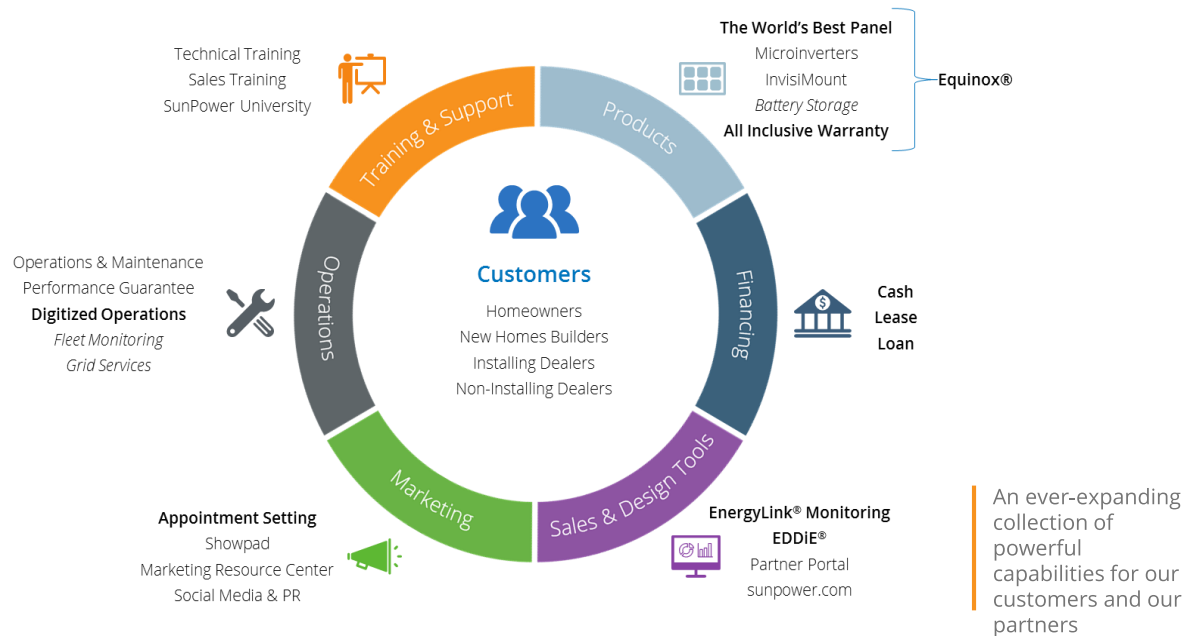 Technical Training
Sales Training
SunPower University
Training & Support
Products
The World's Best Panel
Microinverters
InvisiMount
Battery Storage
All Inclusive Warranty
Equinox®
Operations & Maintenance
Performance Guarantee
Digitized Operations
Fleet Monitoring
Grid Services
Operations
Customers
Homeowners
New Homes Builders
Installing Dealers
Non-Installing Dealers
Financing
$
Cash
Lease
Loan
Appointment Setting
Showpad
Marketing Resource Center
Social Media & PR
Marketing
Sales & Design Tools
EnergyLink® Monitoring
EDDiE®
Partner Portal
sunpower.com
An ever-expanding
collection of
powerful
capabilities for our
customers and our
partners